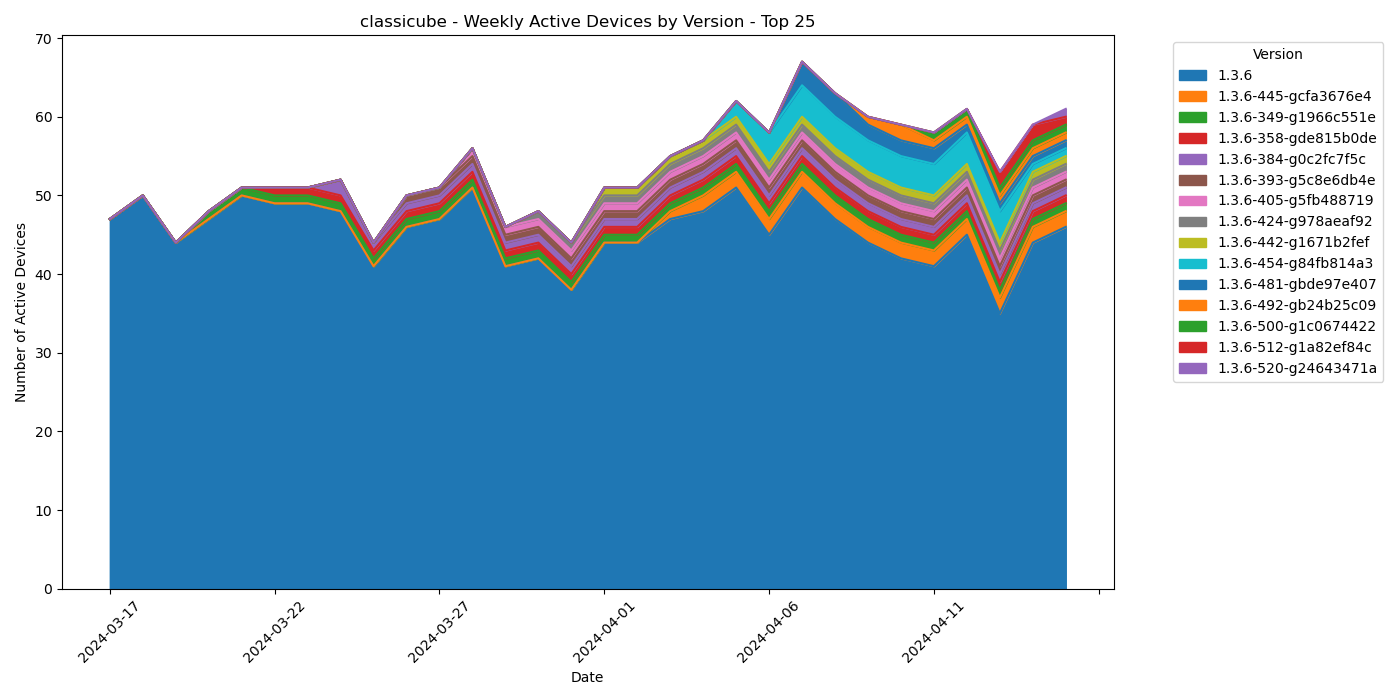 classicube - Weekly Active Devices by Version - Top 25
70
60
50
40
30
20
10
0
Number of Active Devices
2024-03-17
2024-03-22
2024-03-27
2024-04-01
2024-04-06
2024-04-11
Date
Version
1.3.6
1.3.6-445-gcfa3676e4
1.3.6-349-g1966c551e
1.3.6-358-gde815b0de
1.3.6-384-g0c2fc7f5c
1.3.6-393-g5c8e6db4e
1.3.6-405-g5fb488719
1.3.6-424-g978aeaf92
1.3.6-442-g1671b2fef
1.3.6-454-g84fb814a3
1.3.6-481-gbde97e407
1.3.6-492-gb24b25c09
1.3.6-500-g1c0674422
1.3.6-512-g1a82ef84c
1.3.6-520-g24643471a